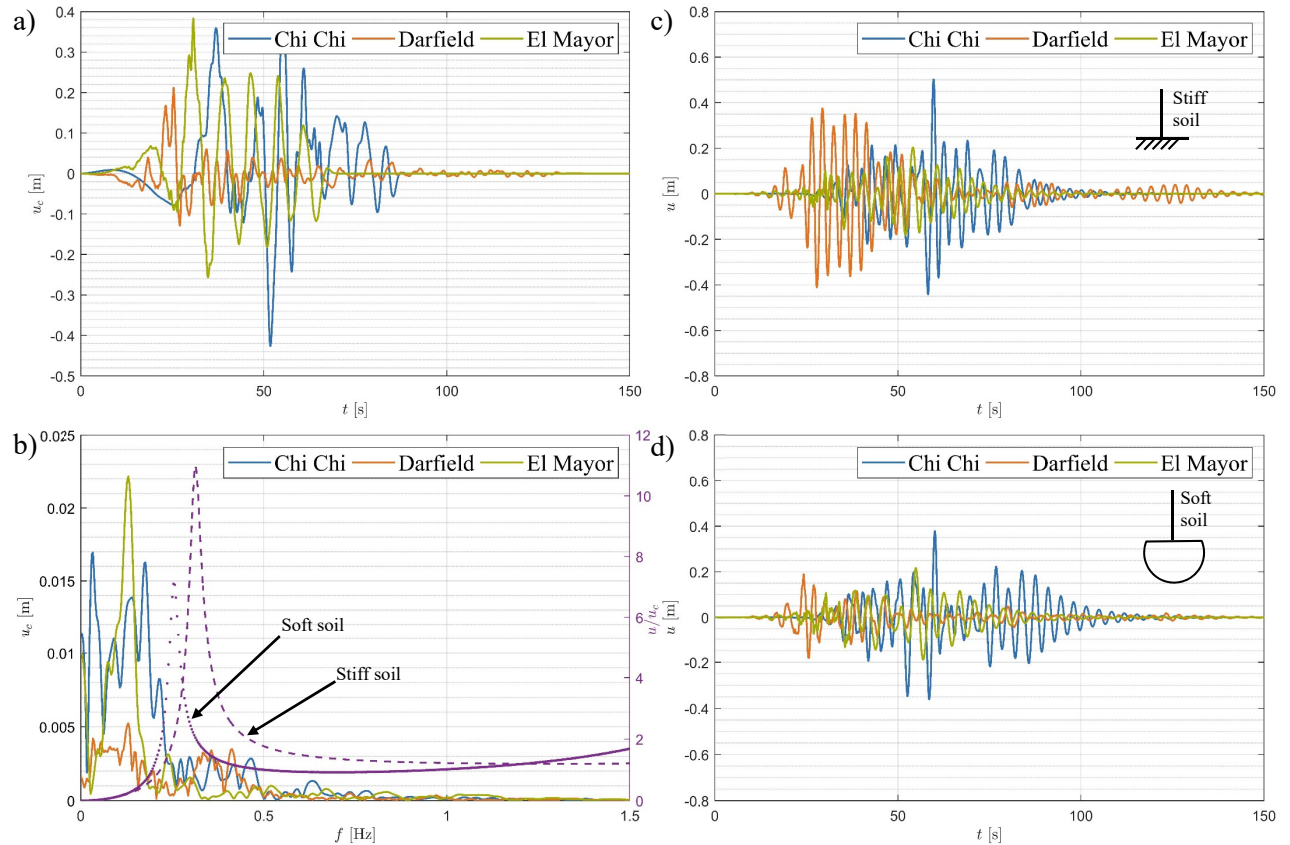 a)
Chi Chi Darfield El Mayor
0.4
0.3
0.2
0.1
0
-0.1
-0.2
-0.3
-0.4
-0.5
u_c [m]
0 50 100 150
t [s]
c)
Chi Chi Darfield El Mayor
Stiff
soil
0.8
0.6
0.4
0.2
0
-0.2
-0.4
-0.6
-0.8
u [m]
0 50 100 150
t [s]
b)
Chi Chi Darfield El Mayor
0.025
0.02
0.015
0.01
0.005
0
u_c [m]
Soft soil
Stiff soil
12
10
8
6
4
2
0
u/u_c
0 0.5 1 1.5
f [Hz]
d)
Chi Chi Darfield El Mayor
Soft
soil
0.8
0.6
0.4
0.2
0
-0.2
-0.4
-0.6
-0.8
u [m]
0 50 100 150
t [s]